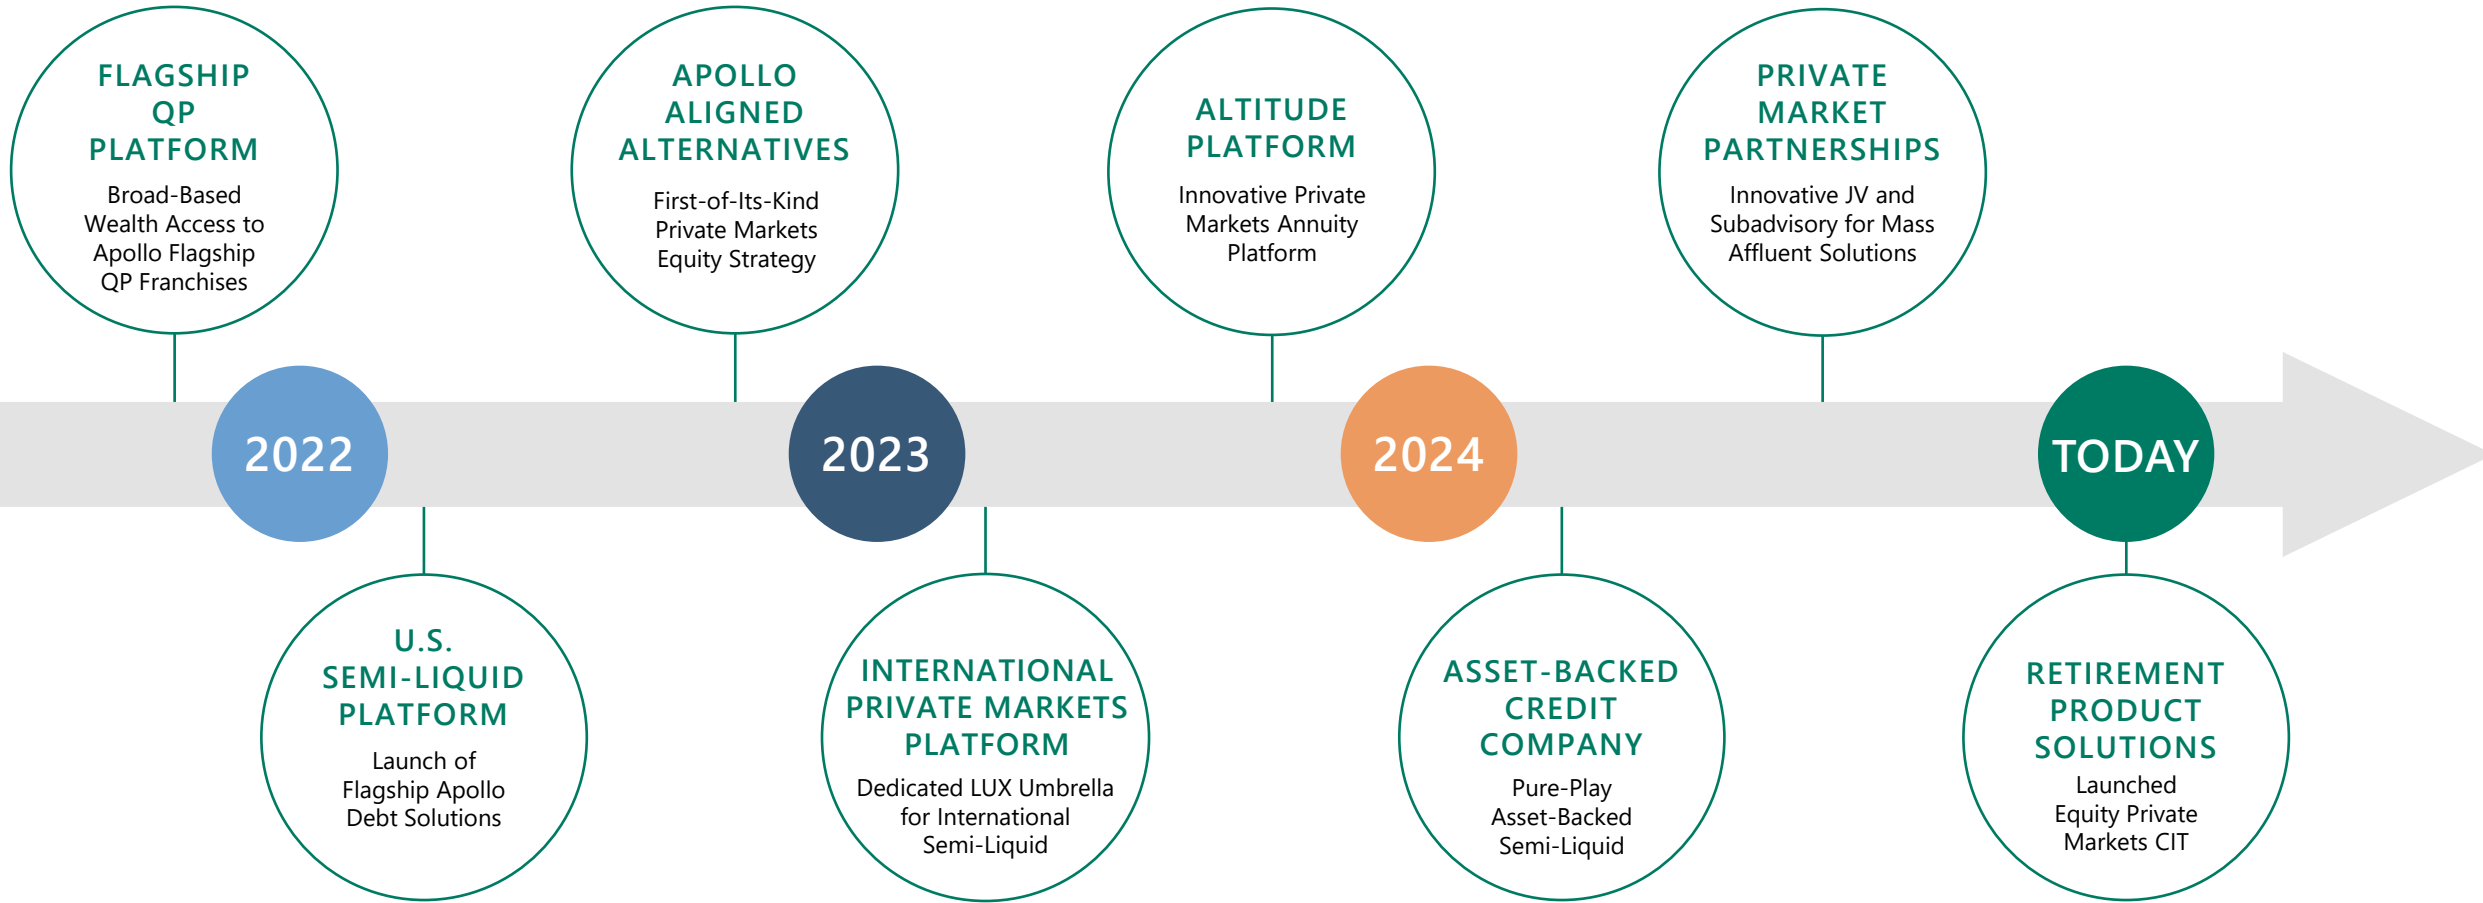 FLAGSHIP
QP
PLATFORM
Broad-Based
Wealth Access to
Apollo Flagship
QP Franchises
APOLLO
ALIGNED
ALTERNATIVES
First-of-Its-Kind
Private Markets
Equity Strategy
ALTITUDE
PLATFORM
Innovative Private
Markets Annuity
Platform
PRIVATE
MARKET
PARTNERSHIPS
Innovative JV and
Subadvisory for Mass
Affluent Solutions
2022
2023
2024
TODAY
U.S.
SEMI-LIQUID
PLATFORM
Launch of
Flagship Apollo
Debt Solutions
INTERNATIONAL
PRIVATE MARKETS
PLATFORM
Dedicated LUX Umbrella
for International
Semi-Liquid
ASSET-BACKED
CREDIT
COMPANY
Pure-Play
Asset-Backed
Semi-Liquid
RETIREMENT
PRODUCT
SOLUTIONS
Launched
Equity Private
Markets CIT